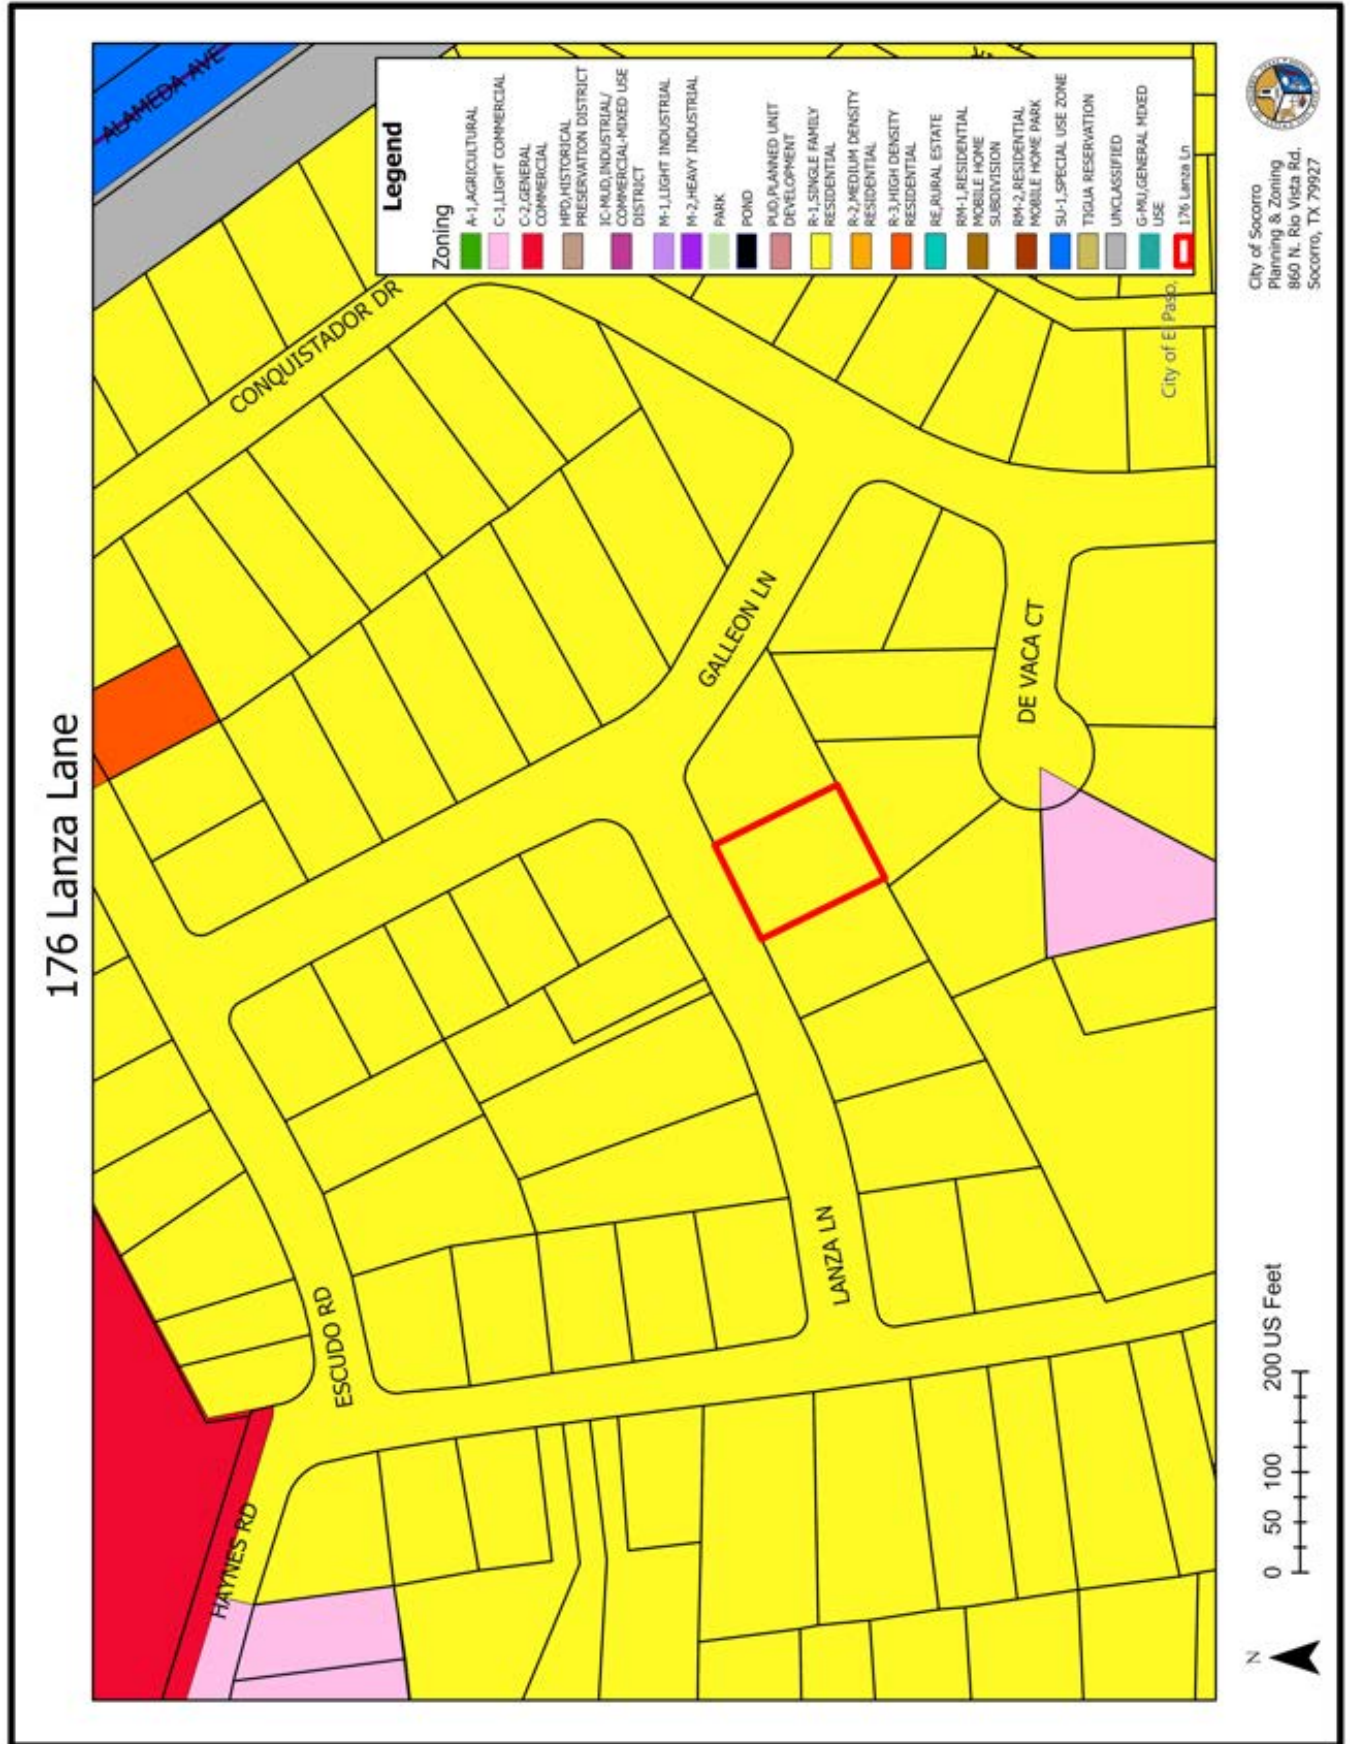 176 Lanza Lane
ALAMEDA AVE
CONQUISTADOR DR
GALLEON LN
DE VACA CT
ESCUDO RD
LANZA LN
HAYNES RD
City of El Paso,
Legend
Zoning
A-1,AGRICULTURAL
C-1,LIGHT COMMERCIAL
C-2,GENERAL
COMMERCIAL
HPD,HISTORICAL
PRESERVATION DISTRICT
IC-MUD,INDUSTRIAL/
COMMERCIAL-MIXED USE
DISTRICT
M-1,LIGHT INDUSTRIAL
M-2,HEAVY INDUSTRIAL
PARK
POND
PUD,PLANNED UNIT
DEVELOPMENT
R-1,SINGLE FAMILY
RESIDENTIAL
R-2,MEDIUM DENSITY
RESIDENTIAL
R-3,HIGH DENSITY
RESIDENTIAL
RE,RURAL ESTATE
RM-1,RESIDENTIAL
MOBILE HOME
SUBDIVISION
RM-2,RESIDENTIAL
MOBILE HOME PARK
SU-1,SPECIAL USE ZONE
TIGUA RESERVATION
UNCLASSIFIED
G-MU,GENERAL MIXED
USE
176 Lanza Ln
N
0 50 100 200 US Feet
City of Socorro
Planning & Zoning
860 N. Rio Vista Rd.
Socorro, TX 79927